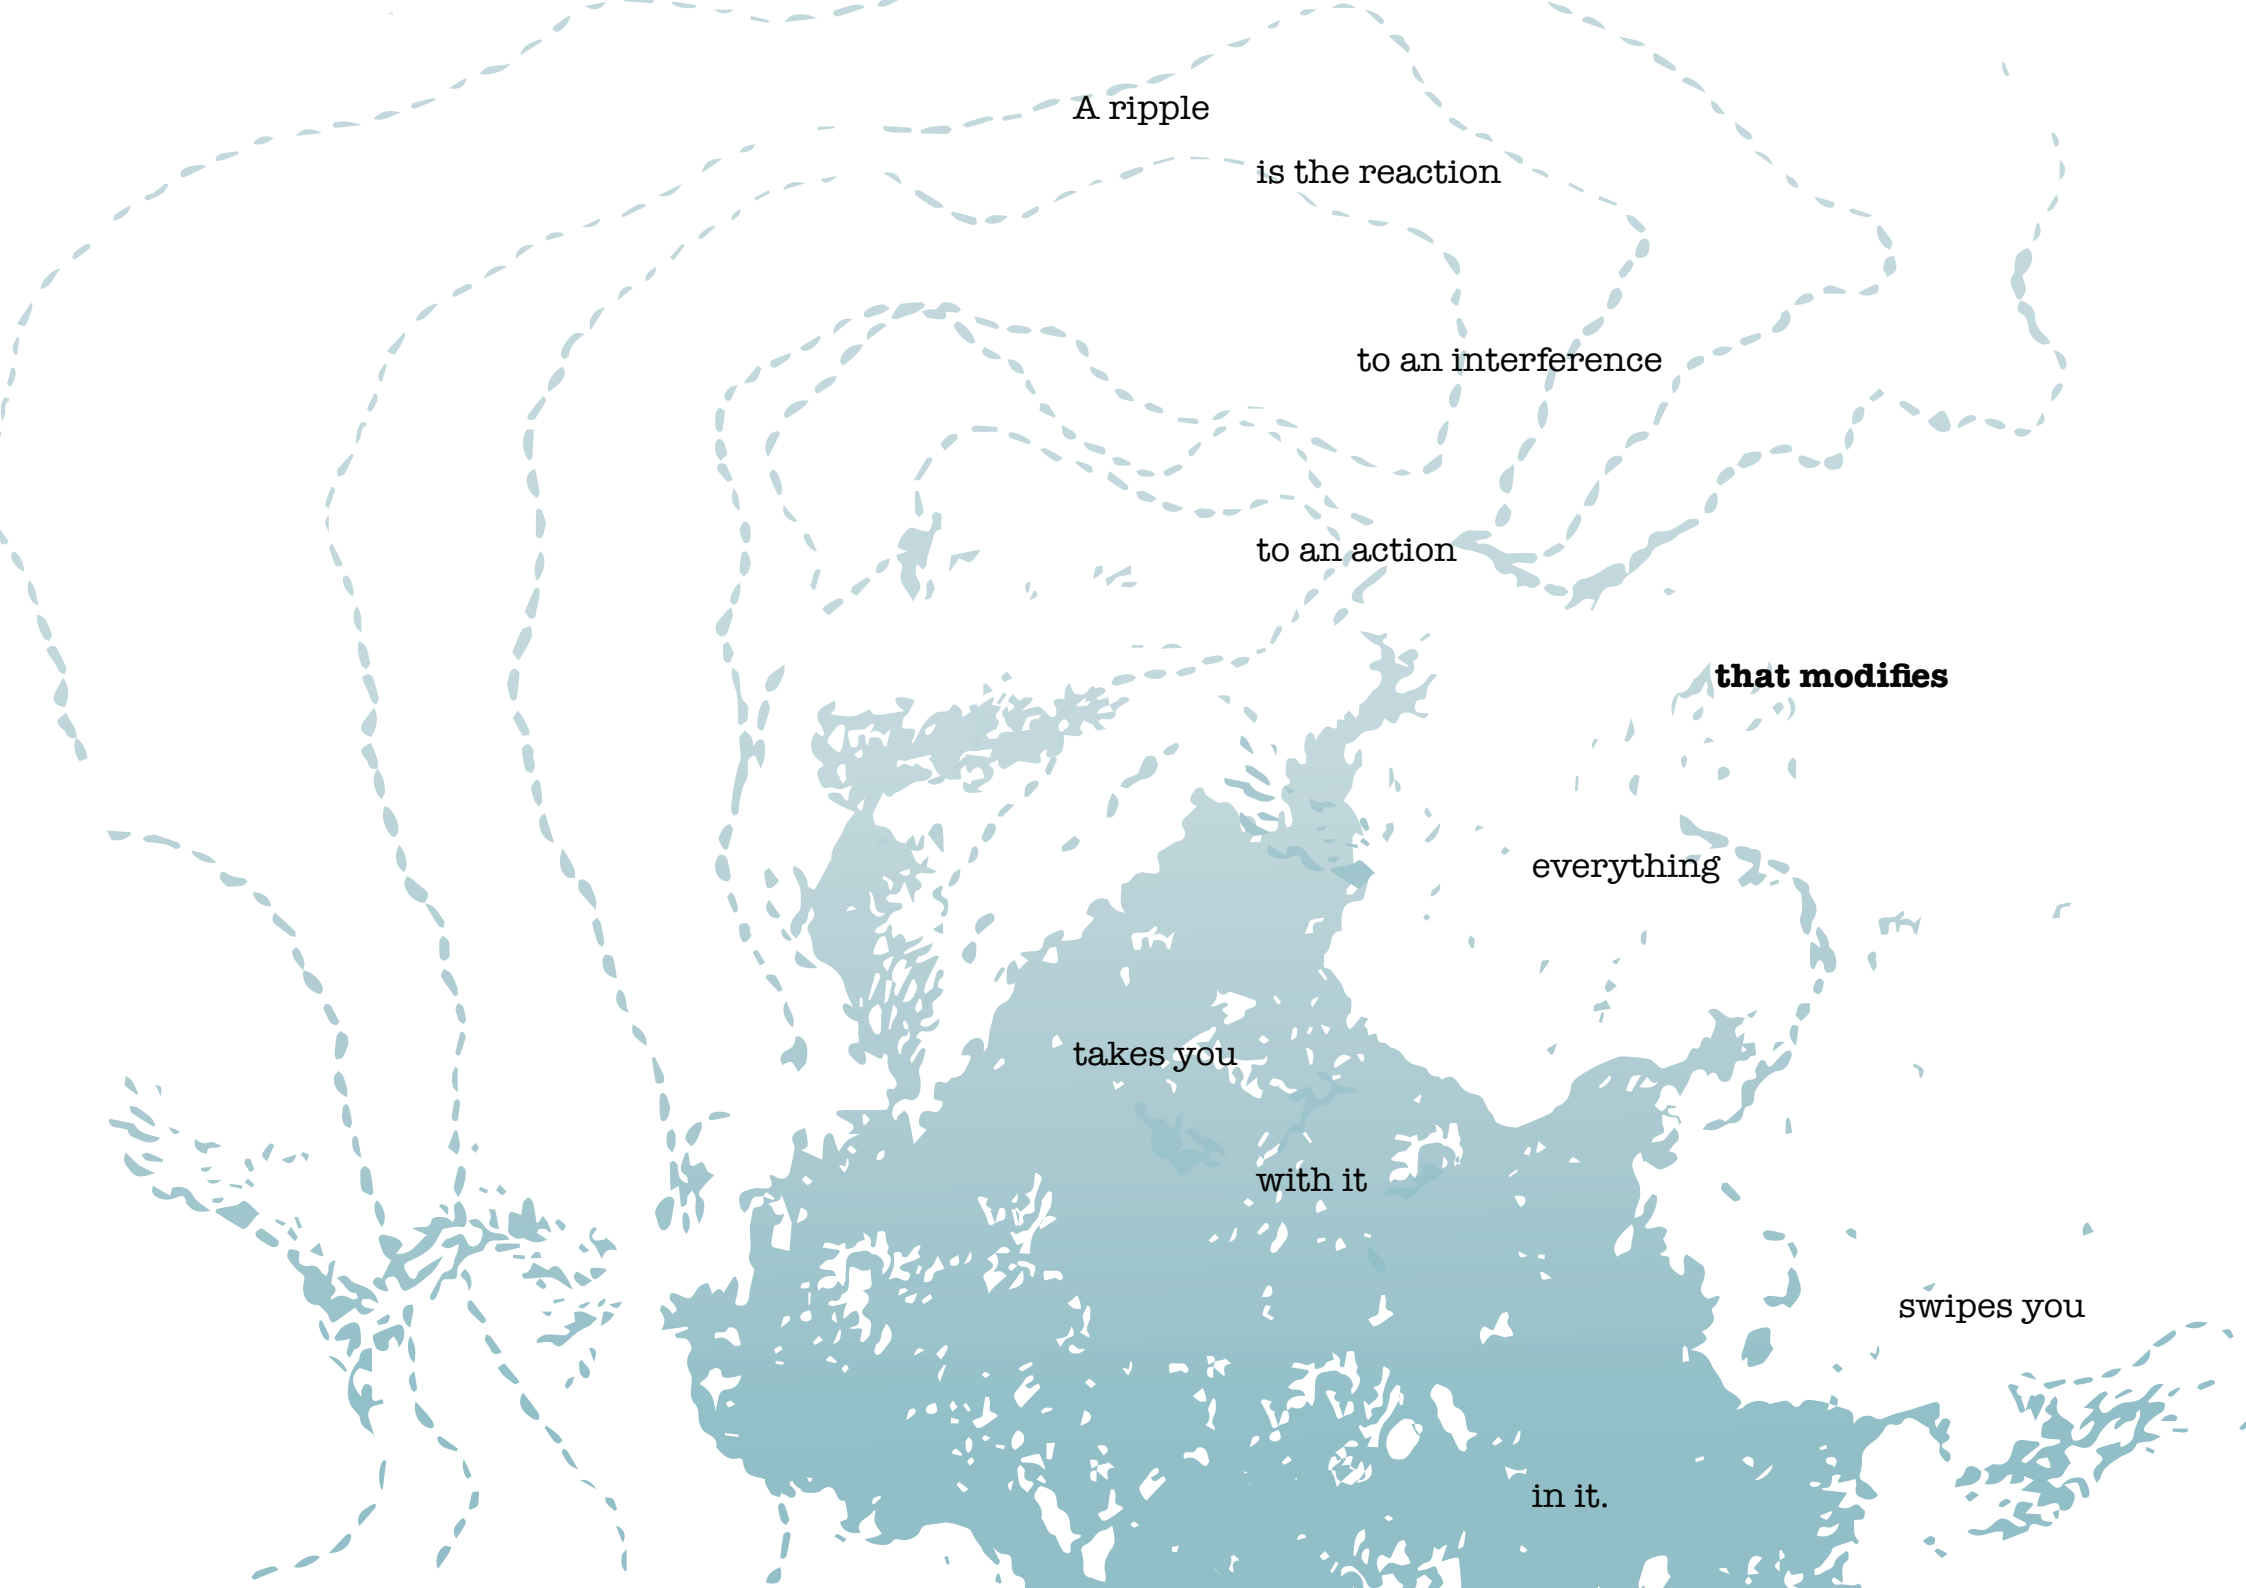 A ripple
is the reaction
to an interference
to an action
that modifies
everything
takes you
with it
swipes you
in it.